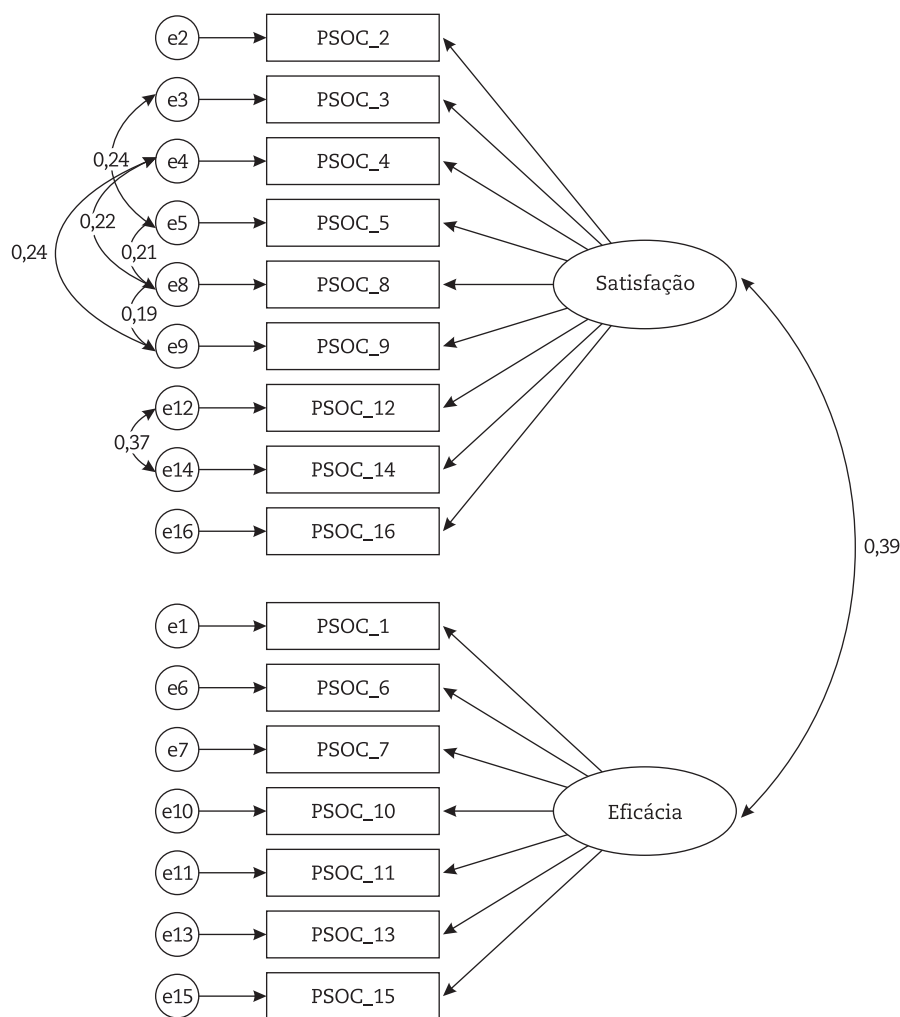 e2 PSOC_2
e3 PSOC_3
0,24 e4 PSOC_4
0,22 e5 PSOC_5
0,24 0,21
e8 PSOC_8 Satisfação
0,19
e9 PSOC_9
e12 PSOC_12
0,37
e14 PSOC_14
e16 PSOC_16
0,39
e1 PSOC_1
e6 PSOC_6
e7 PSOC_7
e10 PSOC_10 Eficácia
e11 PSOC_11
e13 PSOC_13
e15 PSOC_15